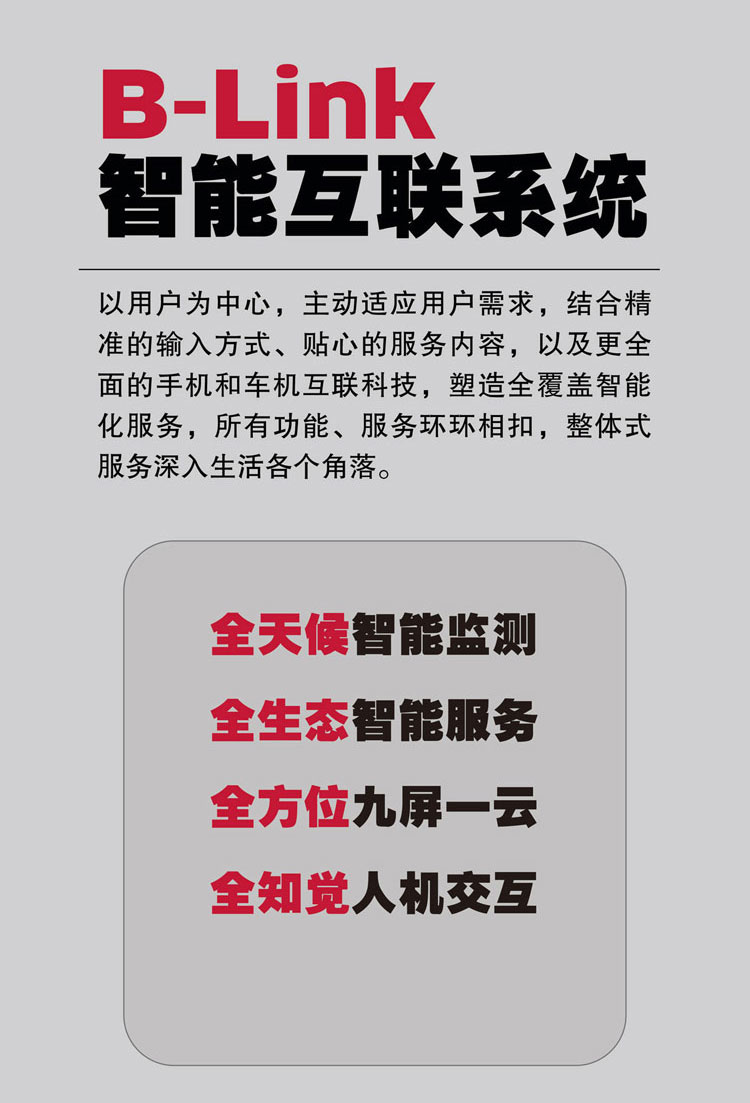 B-Link
智能互联系统
以用户为中心，主动适应用户需求，结合精
准的输入方式、贴心的服务内容，以及更全
面的手机和车机互联科技，塑造全覆盖智能
化服务，所有功能、服务环环相扣，整体式
服务深入生活各个角落。
全天候智能监测
全生态智能服务
全方位九屏一云
全知觉人机交互